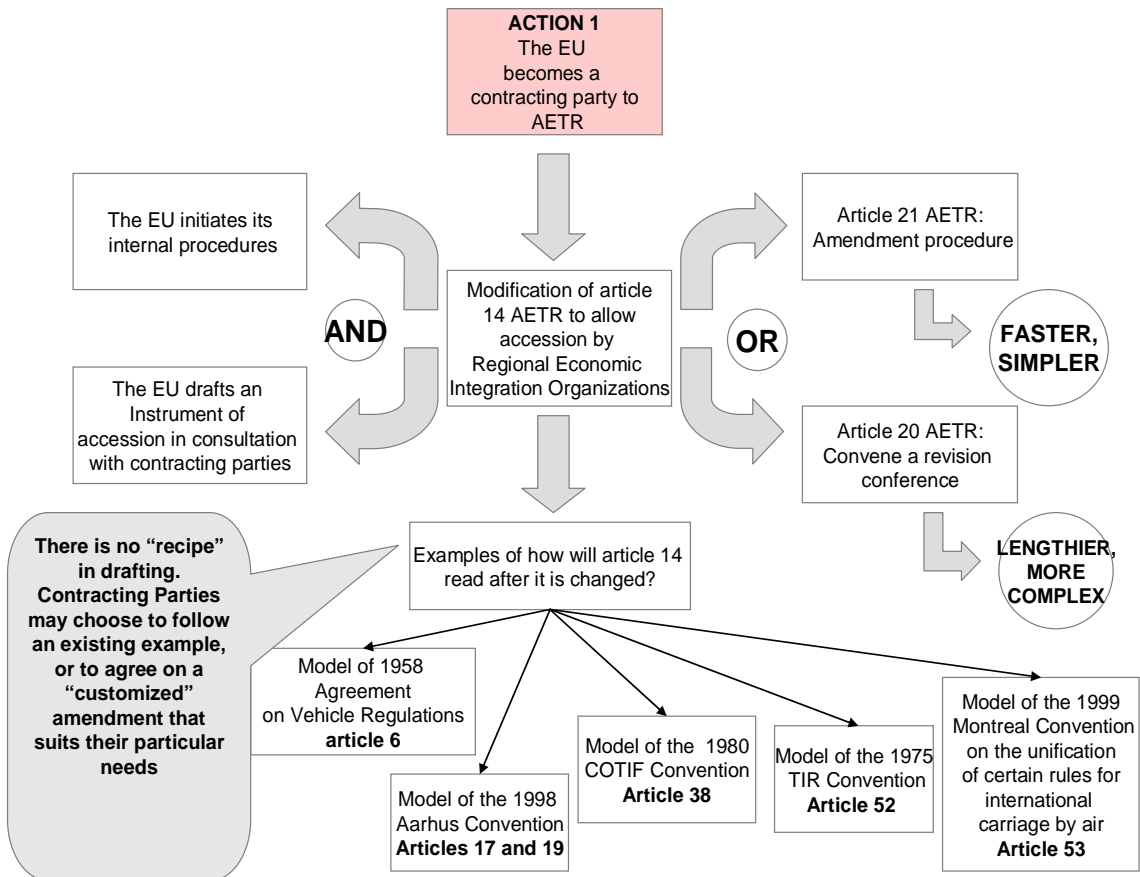 ACTION 1
The EU
becomes a
contracting party to
AETR
The EU initiates its
internal procedures
Article 21 AETR:
Amendment procedure
Modification of article
14 AETR to allow
accession by
Regional Economic
Integration Organizations
AND
OR
FASTER,
SIMPLER
The EU drafts an
Instrument of
accession in consultation
with contracting parties
Article 20 AETR:
Convene a revision
conference
LENGTHIER,
MORE
COMPLEX
There is no “recipe”
in drafting.
Contracting Parties
may choose to follow
an existing example,
or to agree on a
“customized”
amendment that
suits their particular
needs
Examples of how will article 14
read after it is changed?
Model of 1958
Agreement
on Vehicle Regulations
article 6
Model of the 1998
Aarhus Convention
Articles 17 and 19
Model of the 1980
COTIF Convention
Article 38
Model of the 1975
TIR Convention
Article 52
Model of the 1999
Montreal Convention
on the unification
of certain rules for
international
carriage by air
Article 53